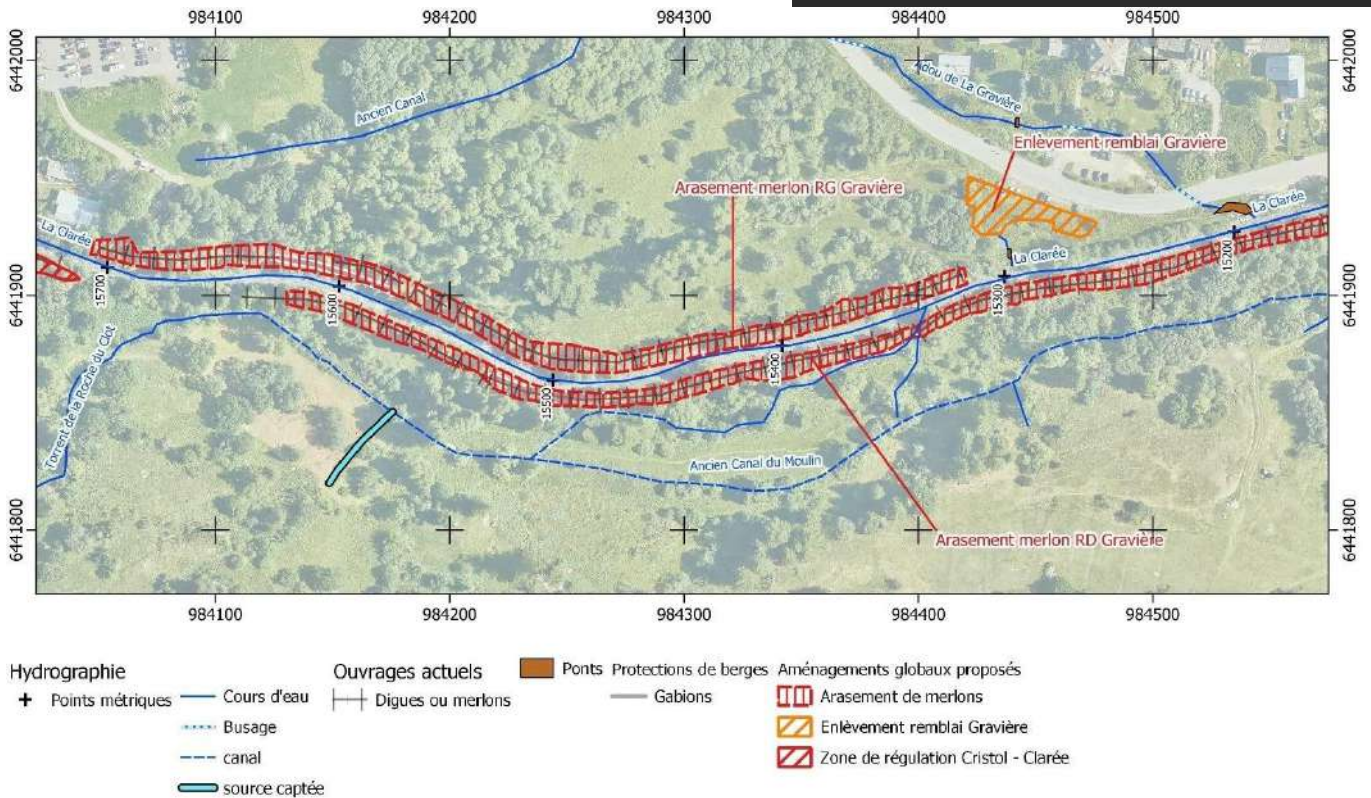 984100 984200 984300 984400 984500
6442000
6442000
Ancien Canal
Adou de La Gravière
Enlèvement remblai Gravière
Arasement merlon RG Gravière
La Clarée
La Clarée
La Clarée
6441900
6441900
15700
15600
15500
15400
15300
15200
Torrent de la Roche du Clot
Ancien Canal du Moulin
Arasement merlon RD Gravière
6441800
6441800
984100 984200 984300 984400 984500
Hydrographie
Points métriques
Cours d'eau
Busage
canal
source captée
Ouvrages actuels
Digues ou merlons
Ponts
Protections de berges
Gabions
Aménagements globaux proposés
Arasement de merlons
Enlèvement remblai Gravière
Zone de régulation Cristol - Clarée